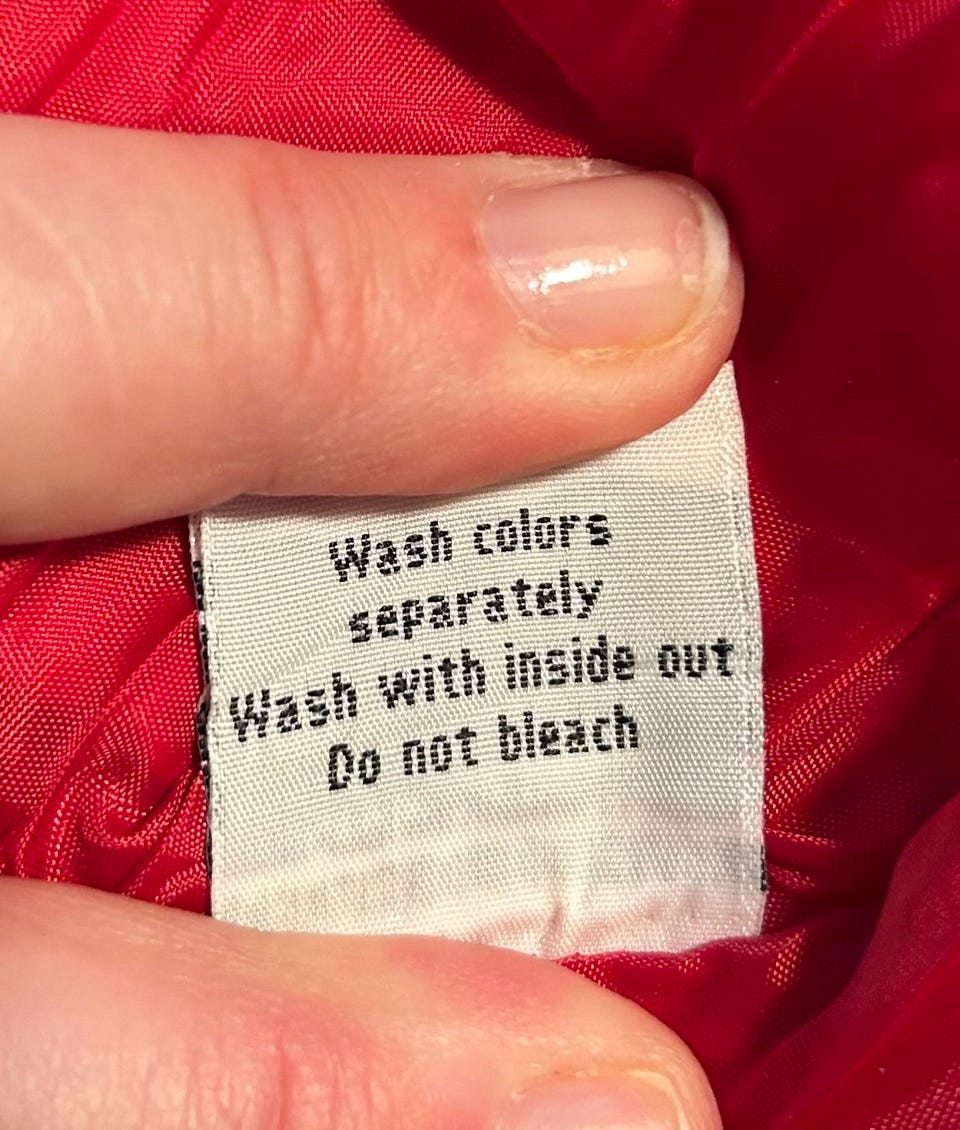 Wash colors
separately
Wash with inside out
Do not bleach